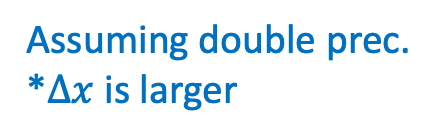 Assuming double prec.
*Δ𝑥 is larger